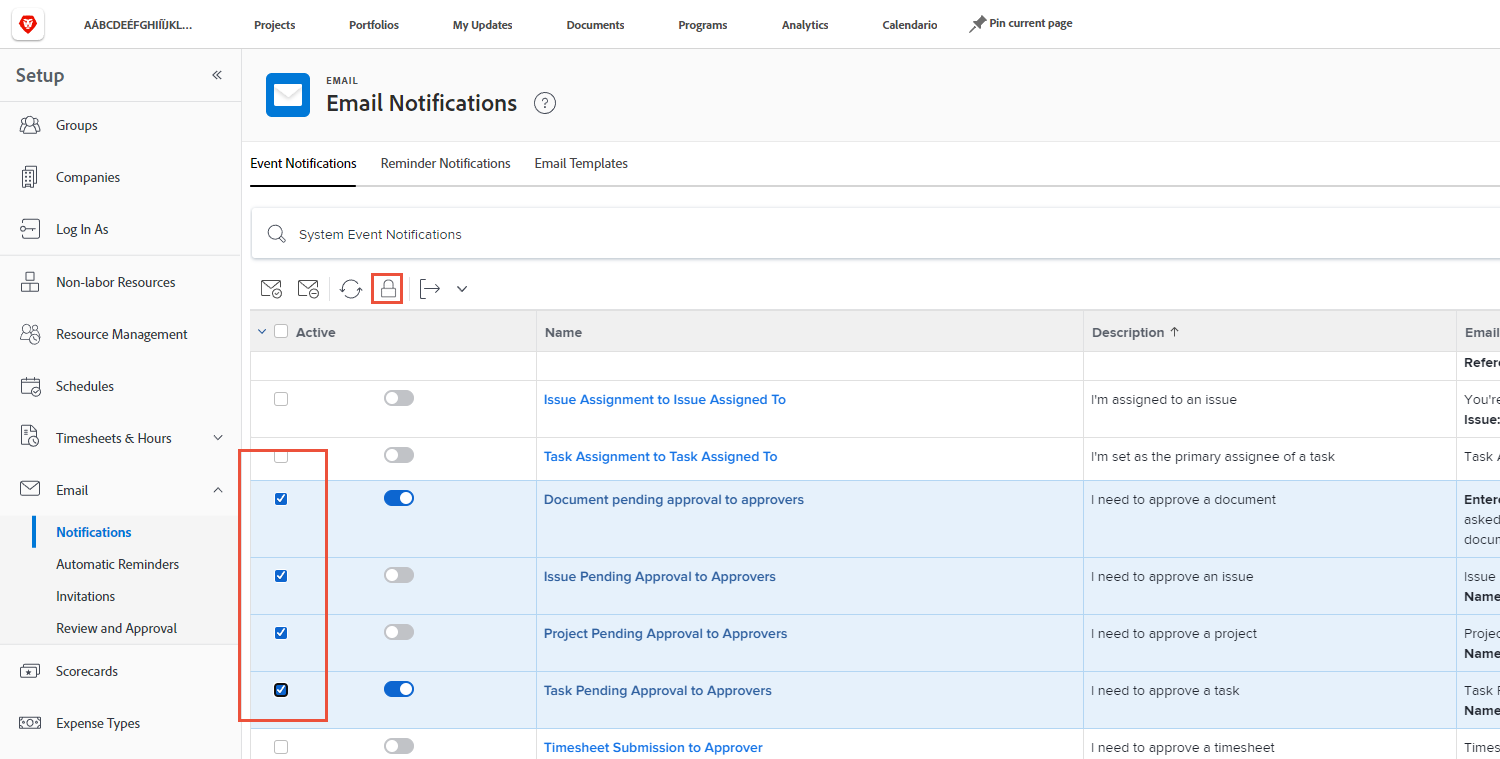 AÁBCDEÉFGHIÍÏJKL...
Projects
Portfolios
My Updates
Documents
Programs
Analytics
Calendario
Pin current page
Setup
Groups
Companies
Log In As
Non-labor Resources
Resource Management
Schedules
Timesheets & Hours
Email
Notifications
Automatic Reminders
Invitations
Review and Approval
Scorecards
Expense Types
EMAIL
Email Notifications
?
Event Notifications
Reminder Notifications
Email Templates
System Event Notifications
Active
Name
Description ↑
Email
Refere
Issue Assignment to Issue Assigned To
I'm assigned to an issue
You're
Issue:
Task Assignment to Task Assigned To
I'm set as the primary assignee of a task
Task A
Document pending approval to approvers
I need to approve a document
Entere
asked
docum
Issue Pending Approval to Approvers
I need to approve an issue
Issue
Name
Project Pending Approval to Approvers
I need to approve a project
Projec
Name
Task Pending Approval to Approvers
I need to approve a task
Task P
Name
Timesheet Submission to Approver
I need to approve a timesheet
Times